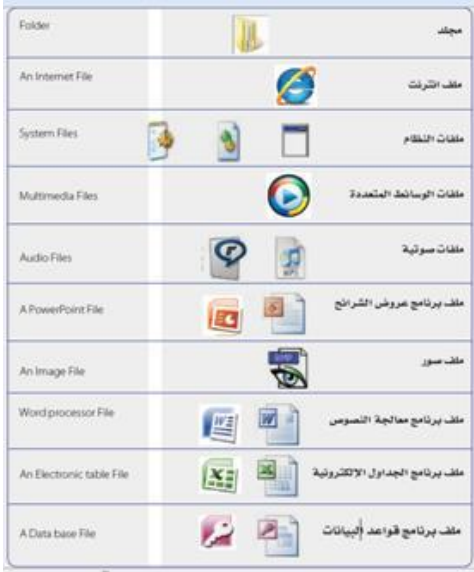 Folder مجلد
An Internet File ملف انترنت
System Files ملفات النظام
Multimedia Files ملفات الوسائط المتعددة
Audio Files ملفات صوتية
A PowerPoint File ملف برنامج عروض الشرائح
An Image File ملف صور
Word processor File ملف برنامج معالجة النصوص
An Electronic table File ملف برنامج الجداول الإلكترونية
A Data base File ملف برنامج قواعد البيانات